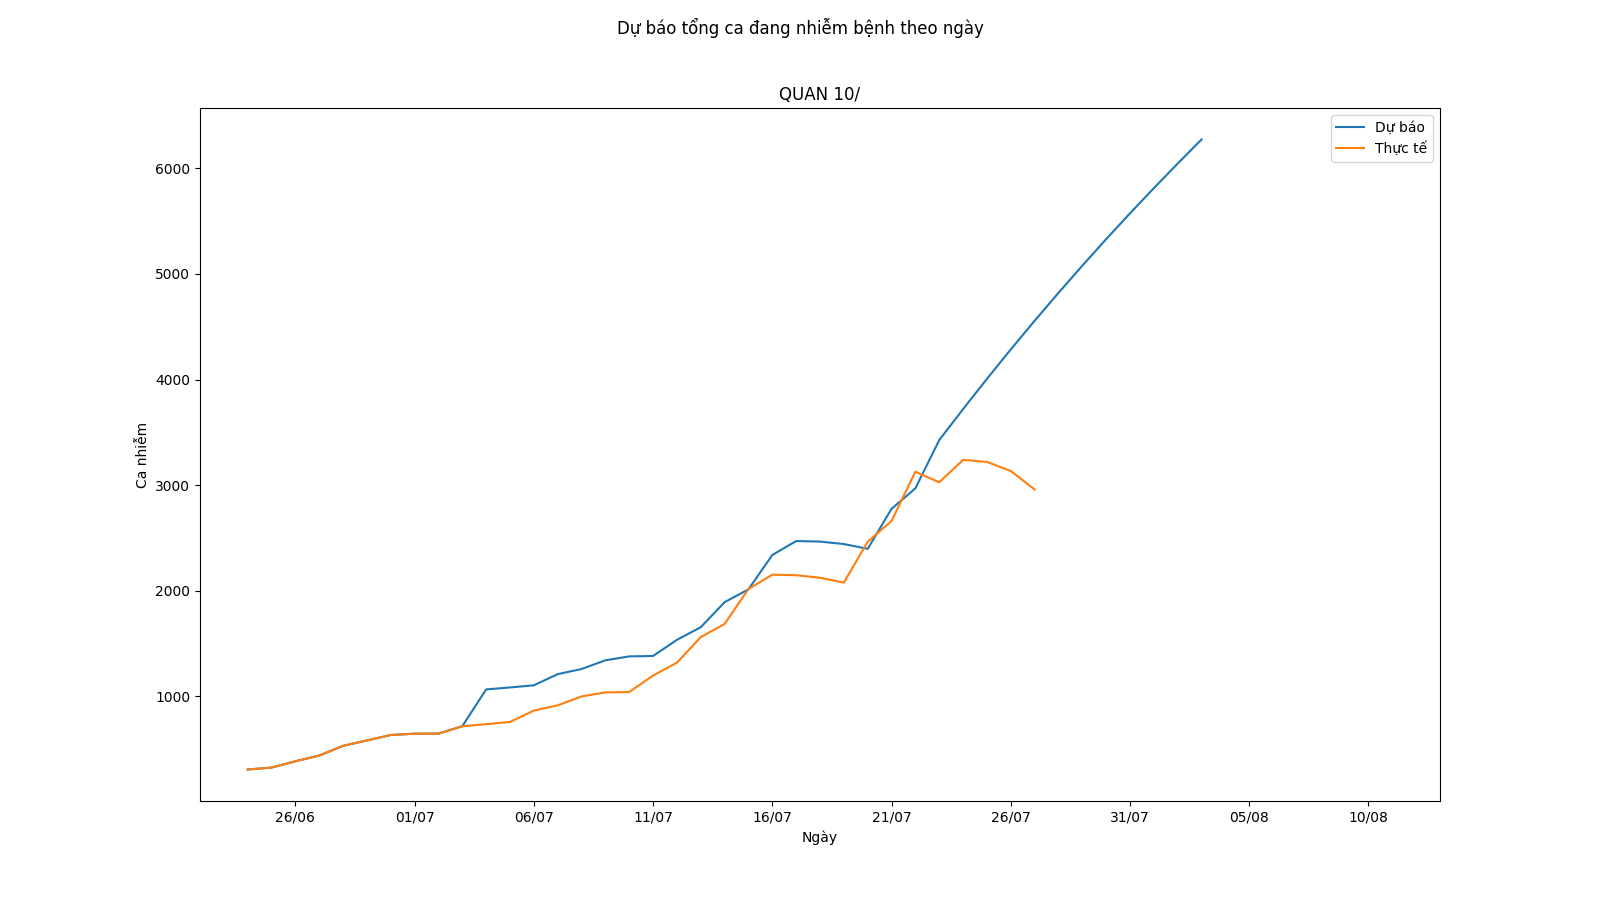 Dự báo tổng ca đang nhiễm bệnh theo ngày
QUAN 10/
Dự báo
Thực tế
6000
5000
4000
3000
2000
1000
Ca nhiễm
26/06
01/07
06/07
11/07
16/07
21/07
26/07
31/07
05/08
10/08
Ngày